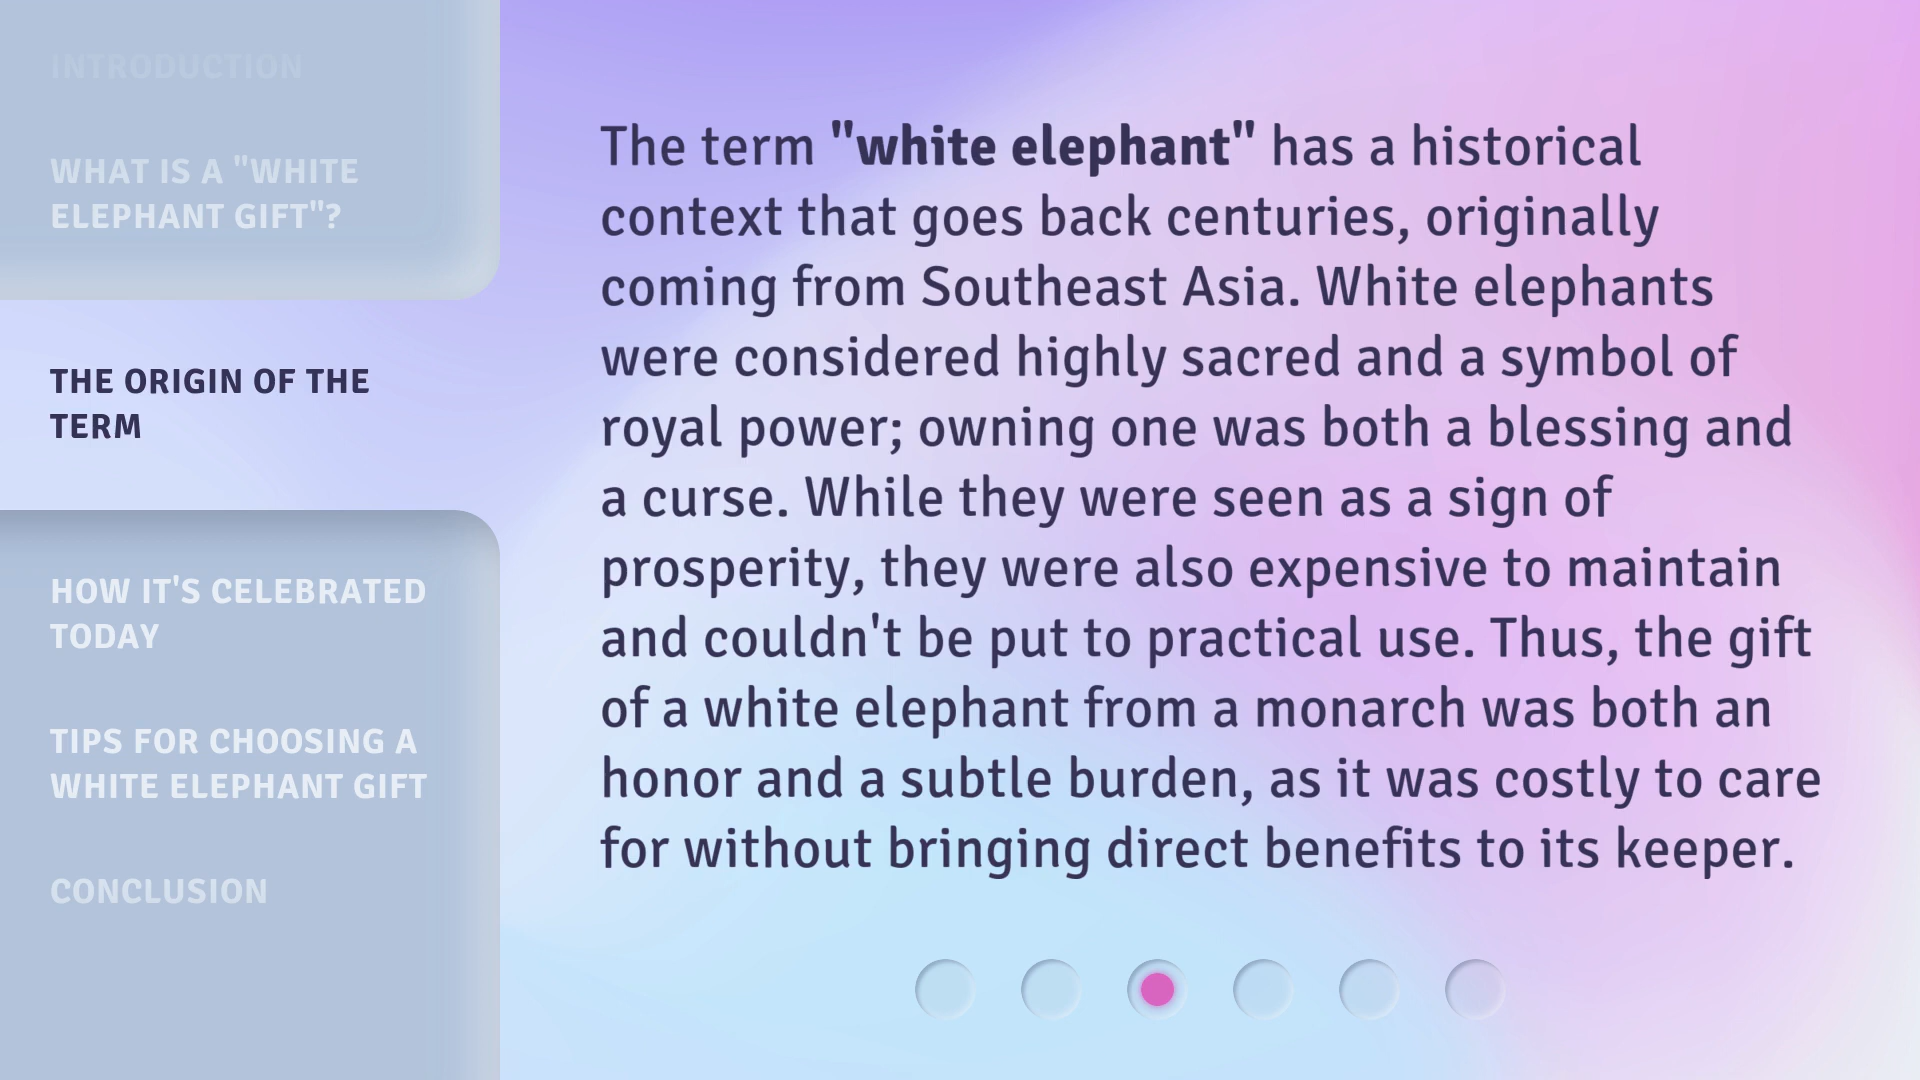 INTRODUCTION
WHAT IS A "WHITE
ELEPHANT GIFT"?
THE ORIGIN OF THE
TERM
HOW IT'S CELEBRATED
TODAY
TIPS FOR CHOOSING A
WHITE ELEPHANT GIFT
CONCLUSION
The term "white elephant" has a historical
context that goes back centuries, originally
coming from Southeast Asia. White elephants
were considered highly sacred and a symbol of
royal power; owning one was both a blessing and
a curse. While they were seen as a sign of
prosperity, they were also expensive to maintain
and couldn't be put to practical use. Thus, the gift
of a white elephant from a monarch was both an
honor and a subtle burden, as it was costly to care
for without bringing direct benefits to its keeper.